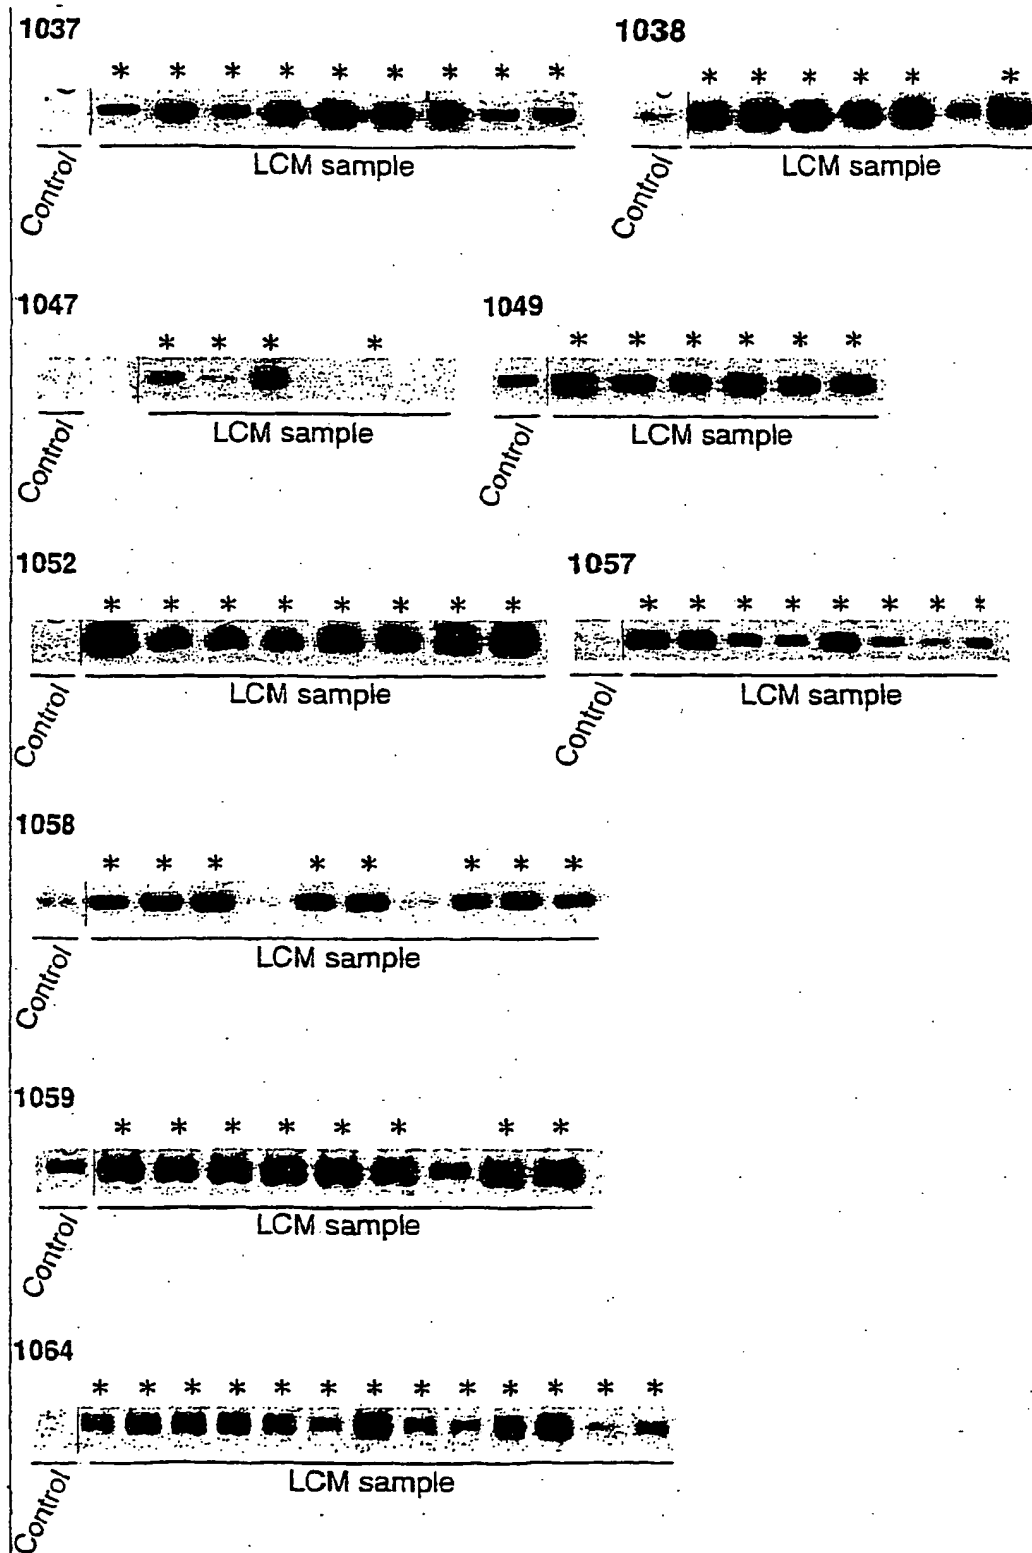 1037 1038
* * * * * * * * * * * * * * *
Control LCM sample Control LCM sample
1047 1049
* * * * * * * * * *
Control LCM sample Control LCM sample
1052 1057
* * * * * * * * * * * * * * * *
Control LCM sample Control LCM sample
1058
* * * * * * * *
Control LCM sample
1059
* * * * * * * *
Control LCM sample
1064
* * * * * * * * * * * * *
Control LCM sample